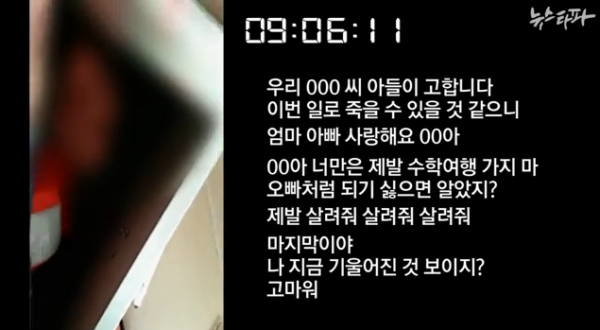 뉴스타파
09:06:11
우리 000 씨 아들이 고합니다
이번 일로 죽을 수 있을 것 같으니
엄마 아빠 사랑해요 00아
00아 너만은 제발 수학여행 가지 마
오빠처럼 되기 싫으면 알았지?
제발 살려줘 살려줘 살려줘
마지막이야
나 지금 기울어진 것 보이지?
고마워